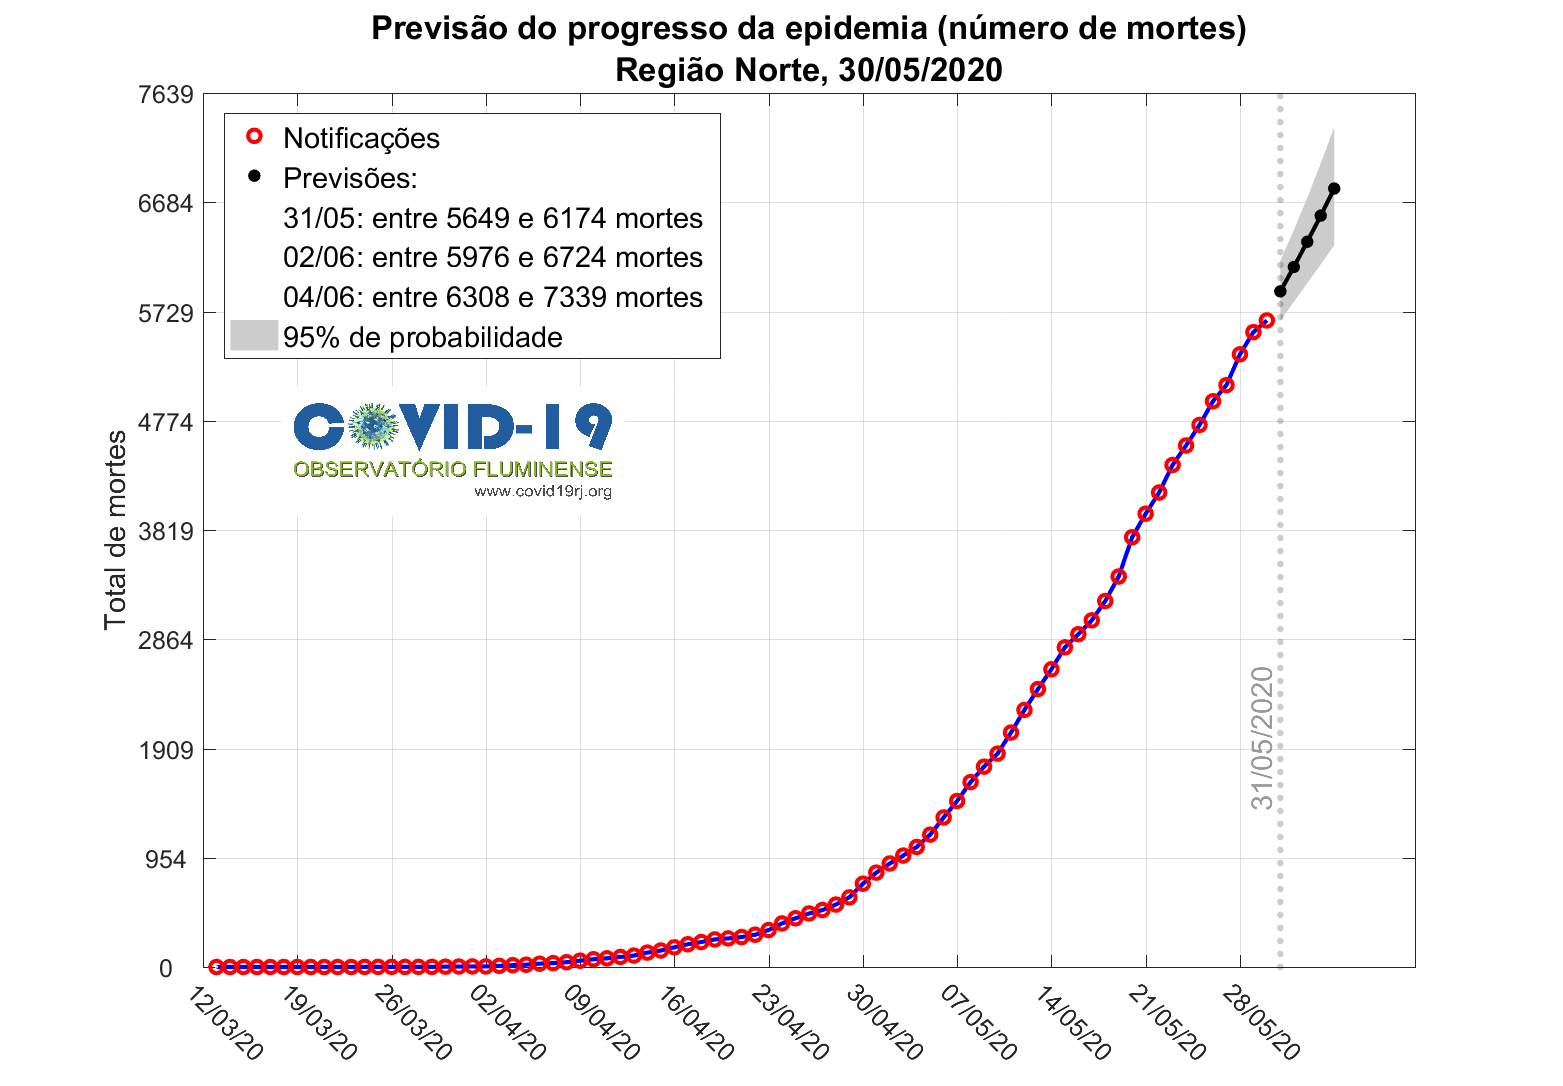 Previsão do progresso da epidemia (número de mortes)
Região Norte, 30/05/2020
7639
6684
5729
4774
3819
2864
1909
954
0
Total de mortes
Notificações
Previsões:
31/05: entre 5649 e 6174 mortes
02/06: entre 5976 e 6724 mortes
04/06: entre 6308 e 7339 mortes
95% de probabilidade
COVID-19
OBSERVATÓRIO FLUMINENSE
www.covid19rj.org
31/05/2020
12/03/20
19/03/20
26/03/20
02/04/20
09/04/20
16/04/20
23/04/20
30/04/20
07/05/20
14/05/20
21/05/20
28/05/20